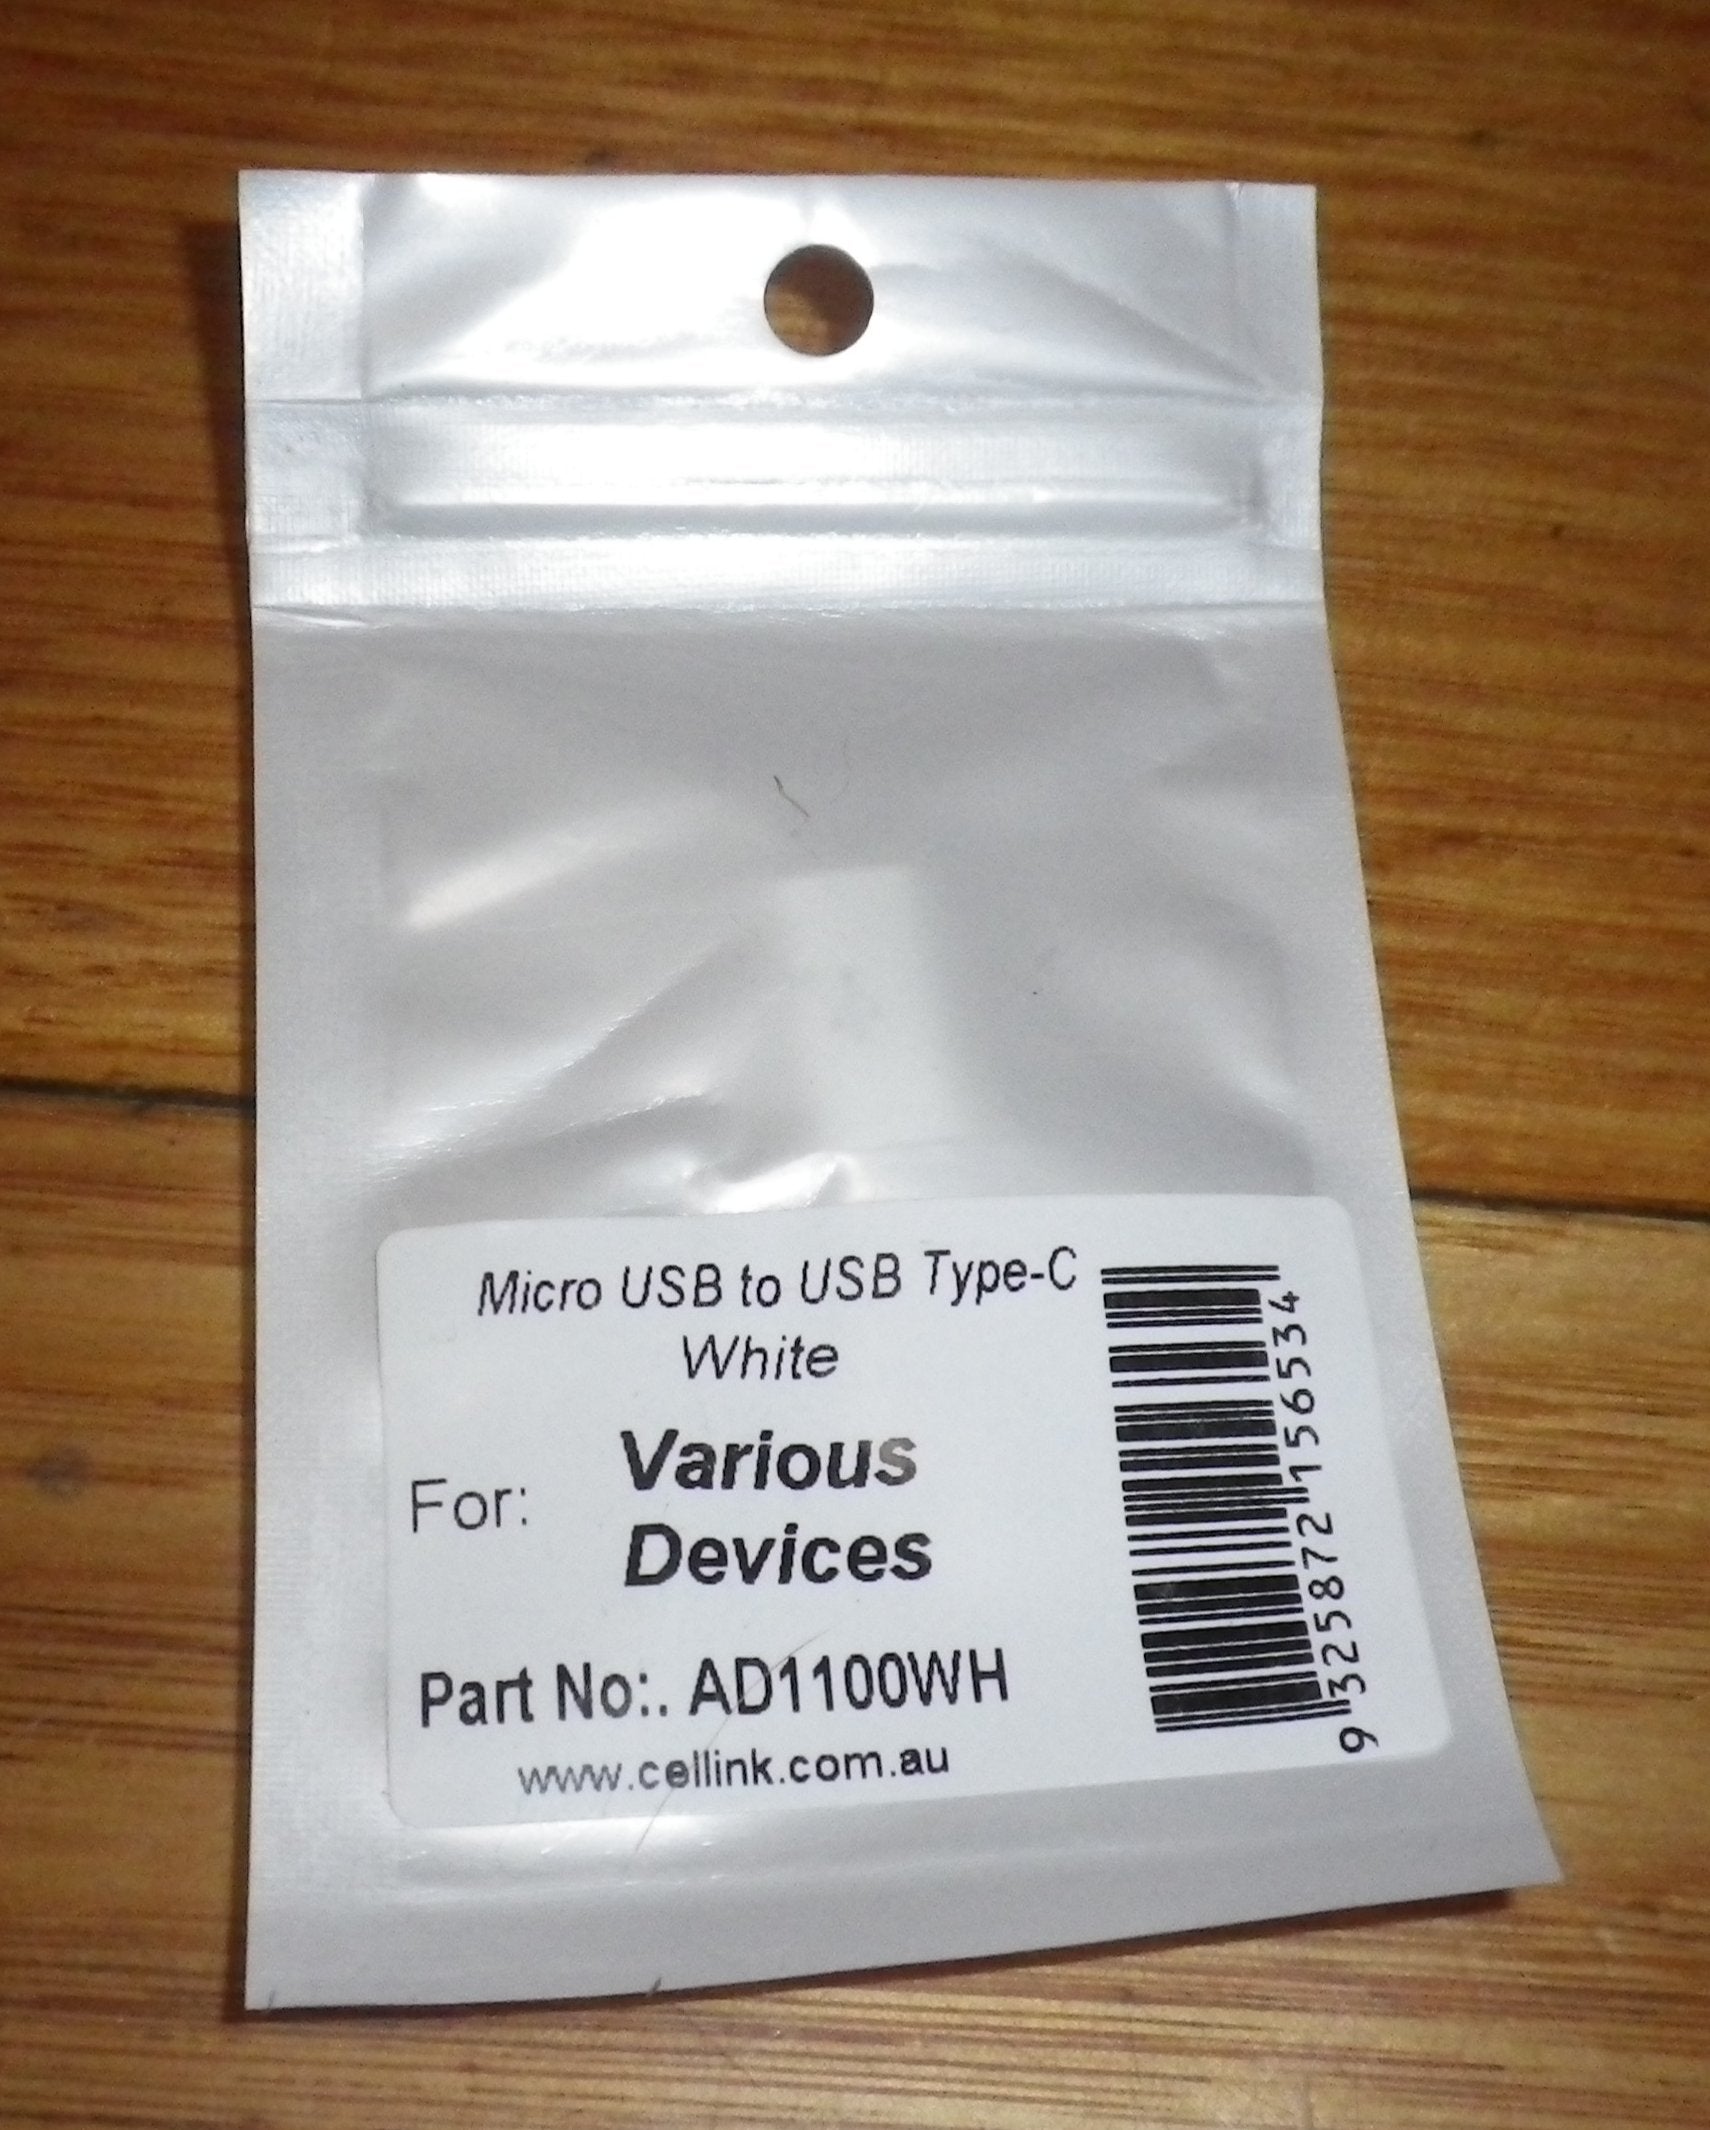 Micro USB to USB Type-C
White
For:
Various
Devices
Part No:. AD1100WH
www.cellink.com.au
9 325872 156534